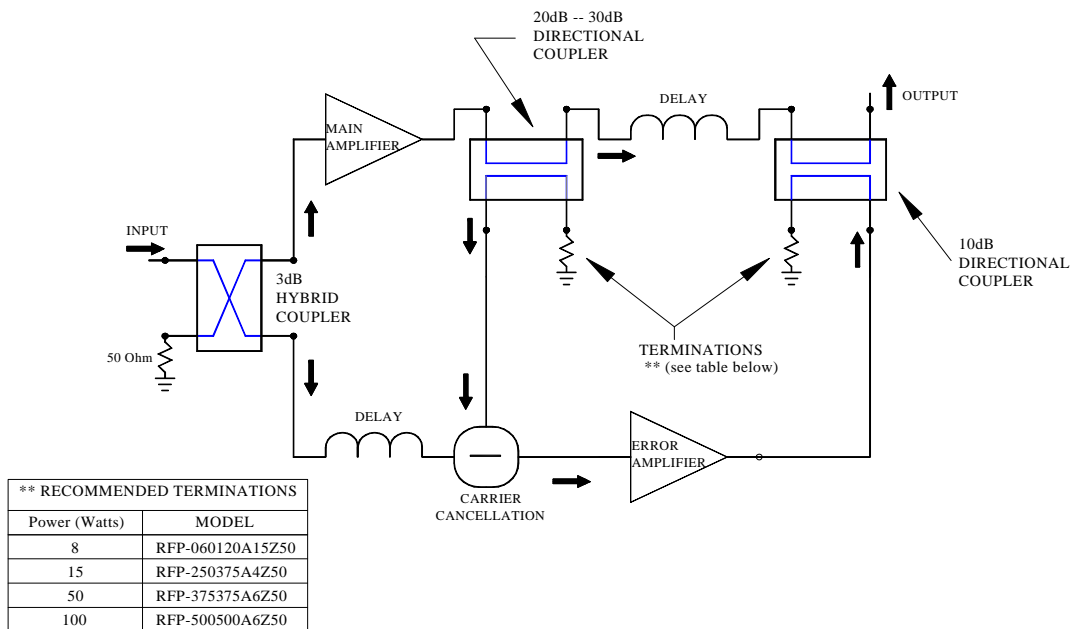 20dB -- 30dB
DIRECTIONAL
COUPLER
DELAY
OUTPUT
MAIN
AMPLIFIER
INPUT
3dB
HYBRID
COUPLER
10dB
DIRECTIONAL
COUPLER
50 Ohm
TERMINATIONS
** (see table below)
DELAY
ERROR
AMPLIFIER
CARRIER
CANCELLATION
** RECOMMENDED TERMINATIONS
Power (Watts) MODEL
8 RFP-060120A15Z50
15 RFP-250375A4Z50
50 RFP-375375A6Z50
100 RFP-500500A6Z50